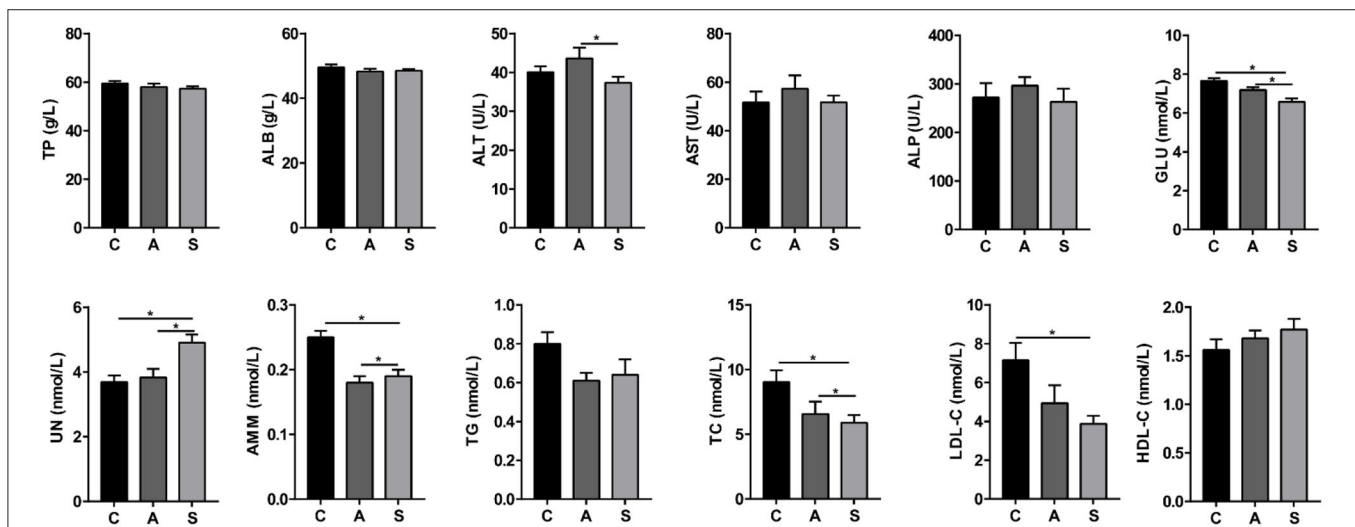 TP (g/L)
80
60
40
20
0
C A S
ALB (g/L)
60
40
20
0
C A S
ALT (U/L)
50
40
30
20
10
0
*
C A S
AST (U/L)
80
60
40
20
0
C A S
ALP (U/L)
400
300
200
100
0
C A S
GLU (nmol/L)
10
8
6
4
2
0
*
*
C A S
UN (nmol/L)
6
4
2
0
*
*
C A S
AMM (nmol/L)
0.3
0.2
0.1
0.0
*
*
C A S
TG (nmol/L)
1.0
0.8
0.6
0.4
0.2
0.0
C A S
TC (nmol/L)
15
10
5
0
*
*
C A S
LDL-C (nmol/L)
10
8
6
4
2
0
*
C A S
HDL-C (nmol/L)
2.0
1.5
1.0
0.5
0.0
C A S